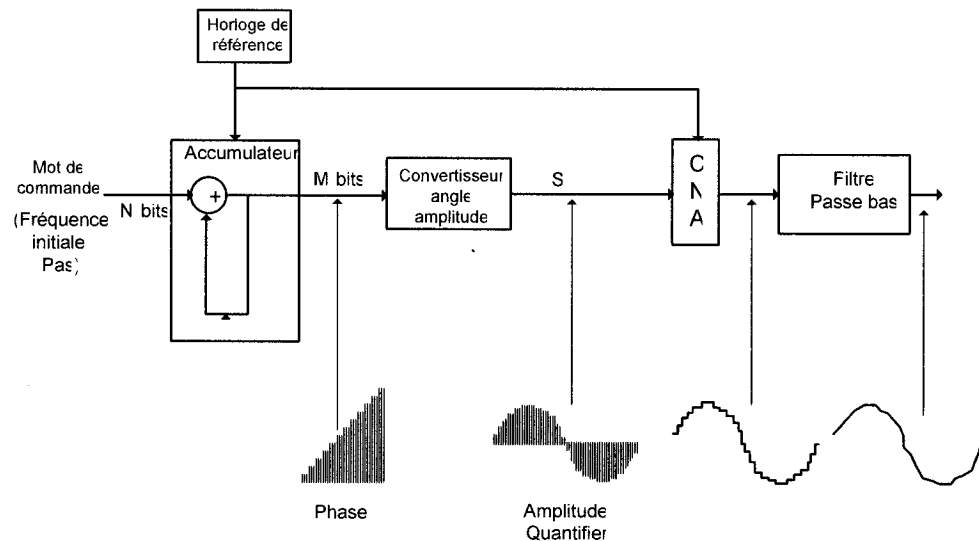 Horloge de
référence
Accumulateur
Mot de
commande
(Fréquence
initiale
Pas)
N bits
+
M bits
Convertisseur
angle
amplitude
S
C
N
A
Filtre
Passe bas
Phase
Amplitude
Quantifier